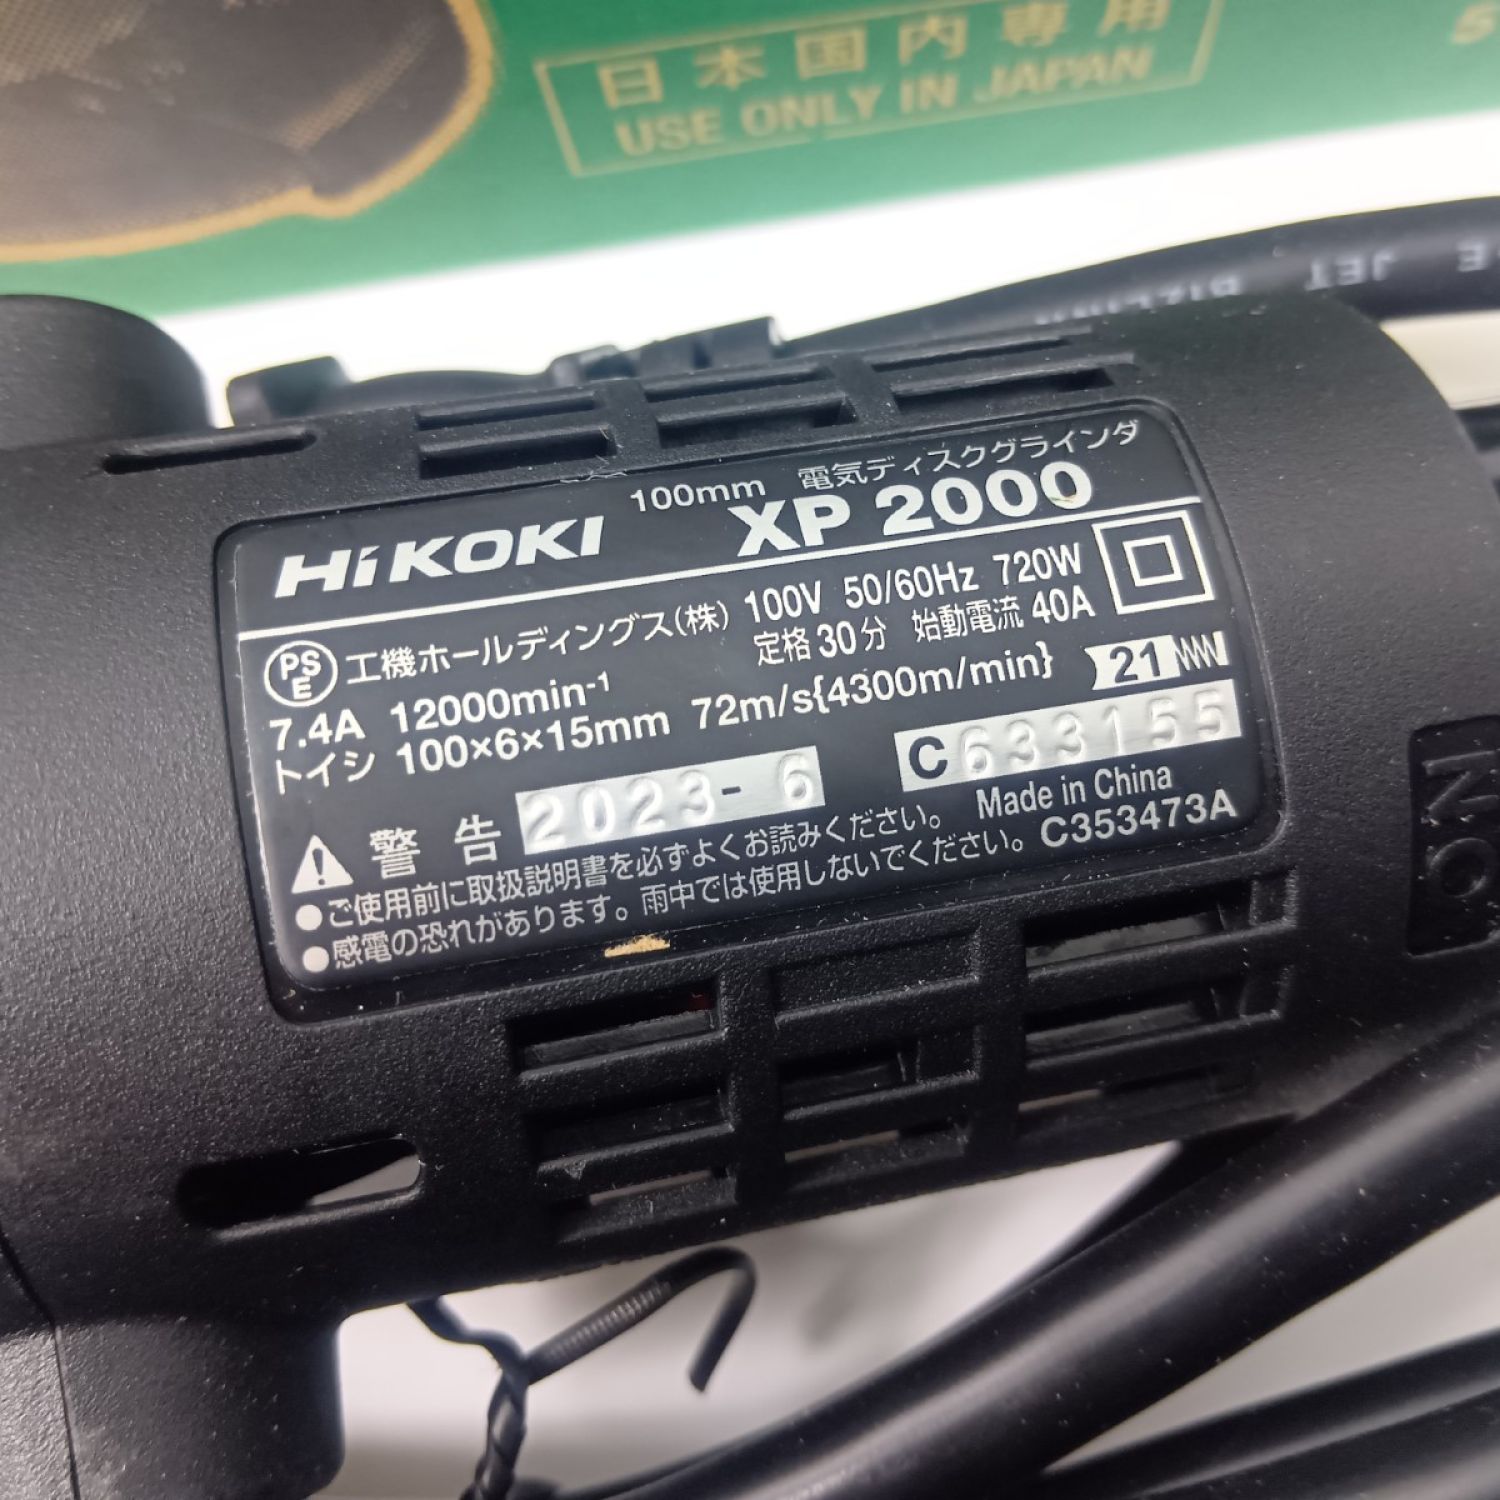 日本国内専用
USE ONLY IN JAPAN
JET
100mm 電気ディスクグラインダ
HiKOKI XP 2000
PSE 工機ホールディングス(株) 100V 50/60Hz 720W
定格30分 始動電流 40A
7.4A 12000min-1
トイシ 100×6×15mm 72m/s{4300m/min} 21
警告 2023-6 C633155
●ご使用前に取扱説明書を必ずよくお読みください。 Made in China
●感電の恐れがあります。雨中では使用しないでください。 C353473A
NO